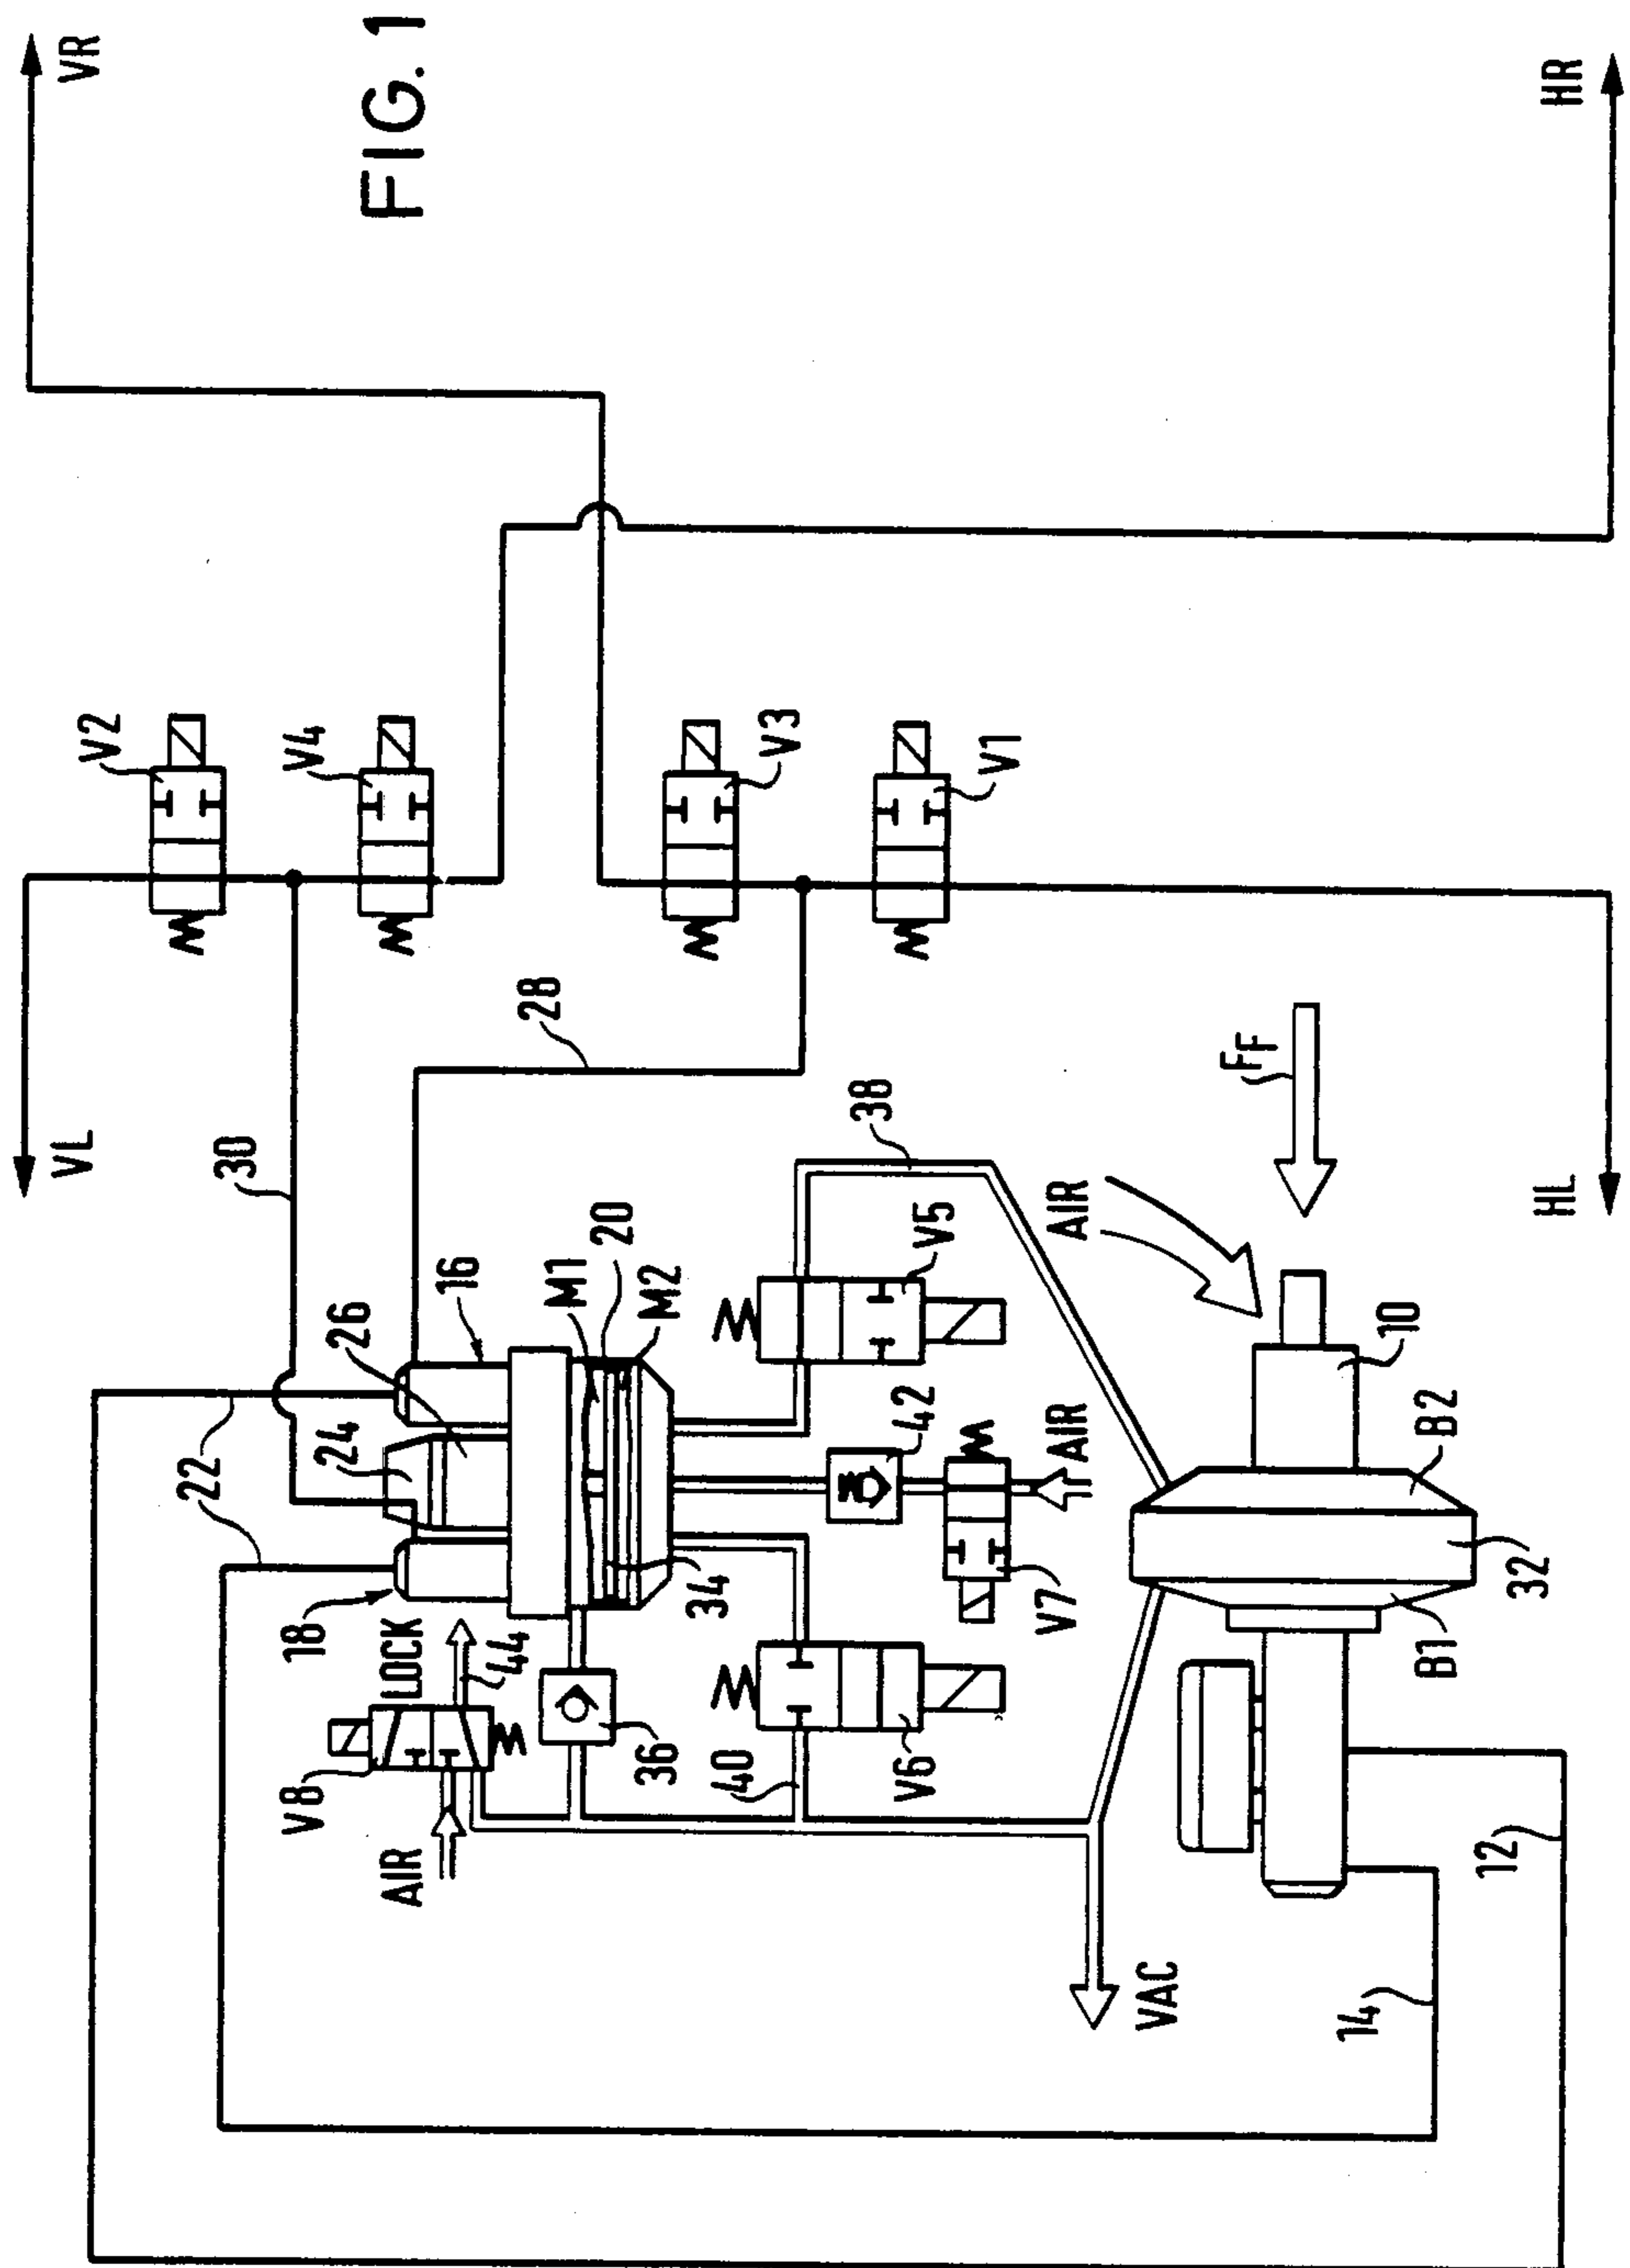 FIG. 1
VR
HR
V2
V4
V3
V1
VL
30
28
38
FF
AIR
HL
22
24
26
16
M1
20
M2
V5
42
AIR
10
B2
18
LOCK
44
34
V7
32
B1
V8
AIR
36
40
V6
VAC
14
12